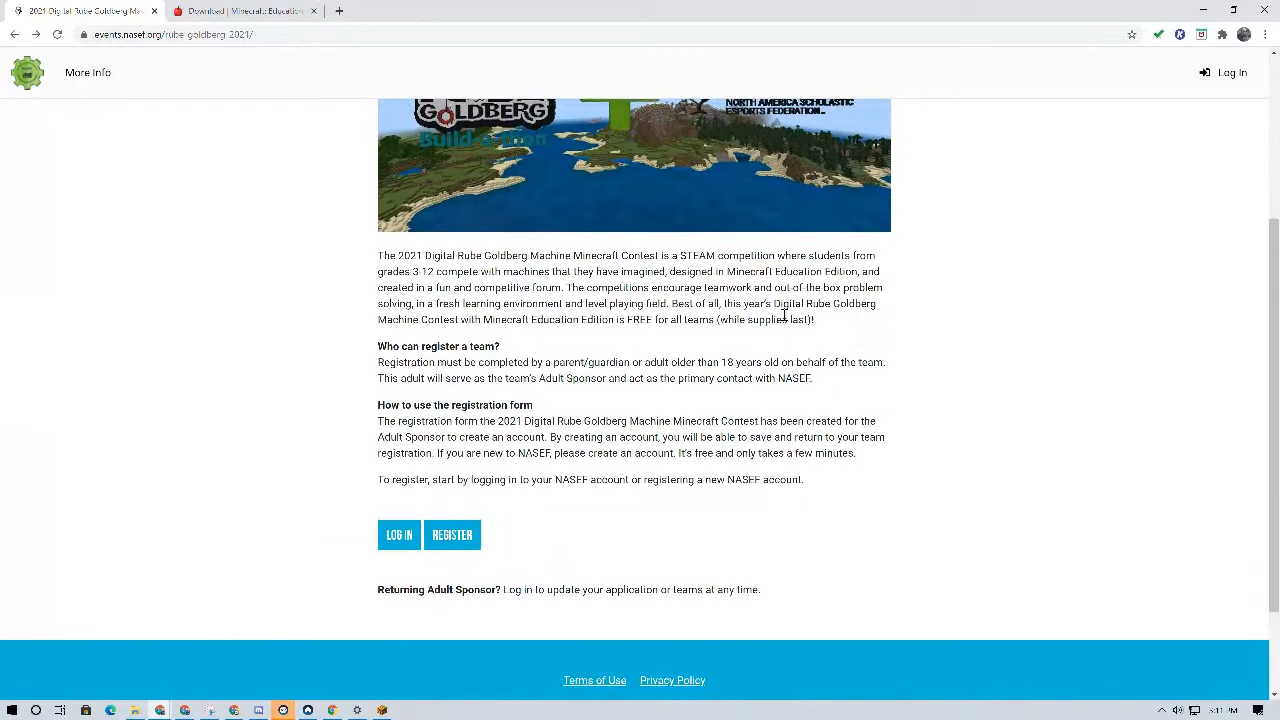 2021 Digital Rube Goldberg Mac
Download | Minecraft Education
events.nasef.org/rube-goldberg-2021/
More Info
Log In
GOLDBERG
NORTH AMERICA SCHOLASTIC
ESPORTS FEDERATION
Build-a-thon
The 2021 Digital Rube Goldberg Machine Minecraft Contest is a STEAM competition where students from
grades 3-12 compete with machines that they have imagined, designed in Minecraft Education Edition, and
created in a fun and competitive forum. The competitions encourage teamwork and out-of-the box problem
solving, in a fresh learning environment and level playing field. Best of all, this year's Digital Rube Goldberg
Machine Contest with Minecraft Education Edition is FREE for all teams (while supplies last)!
Who can register a team?
Registration must be completed by a parent/guardian or adult older than 18 years old on behalf of the team.
This adult will serve as the team's Adult Sponsor and act as the primary contact with NASEF.
How to use the registration form
The registration form the 2021 Digital Rube Goldberg Machine Minecraft Contest has been created for the
Adult Sponsor to create an account. By creating an account, you will be able to save and return to your team
registration. If you are new to NASEF, please create an account. It's free and only takes a few minutes.
To register, start by logging in to your NASEF account or registering a new NASEF account.
LOG IN REGISTER
Returning Adult Sponsor? Log in to update your application or teams at any time.
Terms of Use Privacy Policy
3:11 PM